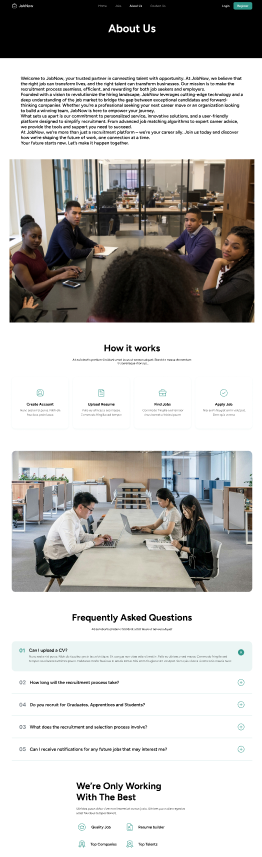 JobNow
Home
Jobs
About Us
Contact Us
Login
Register
About Us
Welcome to JobNow, your trusted partner in connecting talent with opportunity. At JobNow, we believe that
the right job can transform lives, and the right talent can transform businesses. Our mission is to make the
recruitment process seamless, efficient, and rewarding for both job seekers and employers.
Founded with a vision to revolutionize the hiring landscape, JobNow leverages cutting-edge technology and a
deep understanding of the job market to bridge the gap between exceptional candidates and forward-
thinking companies. Whether you're a professional seeking your next career move or an organization looking
to build a winning team, JobNow is here to empower your journey.
What sets us apart is our commitment to personalized service, innovative solutions, and a user-friendly
platform designed to simplify recruitment. From advanced job matching algorithms to expert career advice,
we provide the tools and support you need to succeed.
At JobNow, we're more than just a recruitment platform – we're your career ally. Join us today and discover
how we're shaping the future of work, one connection at a time.
Your future starts now. Let's make it happen together.
How it works
Create Account
Upload Resume
Find Jobs
Apply Job
Frequently Asked Questions
01 Can I upload a CV?
02 How long will the recruitment process take?
04 Do you recruit for Graduates, Apprentices and Students?
03 What does the recruitment and selection process involve?
05 Can I receive notifications for any future jobs that may interest me?
We're Only Working
With The Best
Quality Job
Resume builder
Top Companies
Top Talents